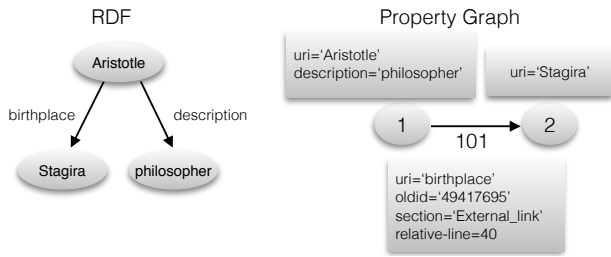 RDF
Aristotle
birthplace
description
Stagira
philosopher
Property Graph
uri=‘Aristotle’
description=‘philosopher’
uri=‘Stagira’
1
2
101
uri=‘birthplace’
oldid=‘49417695’
section=‘External_link’
relative-line=40